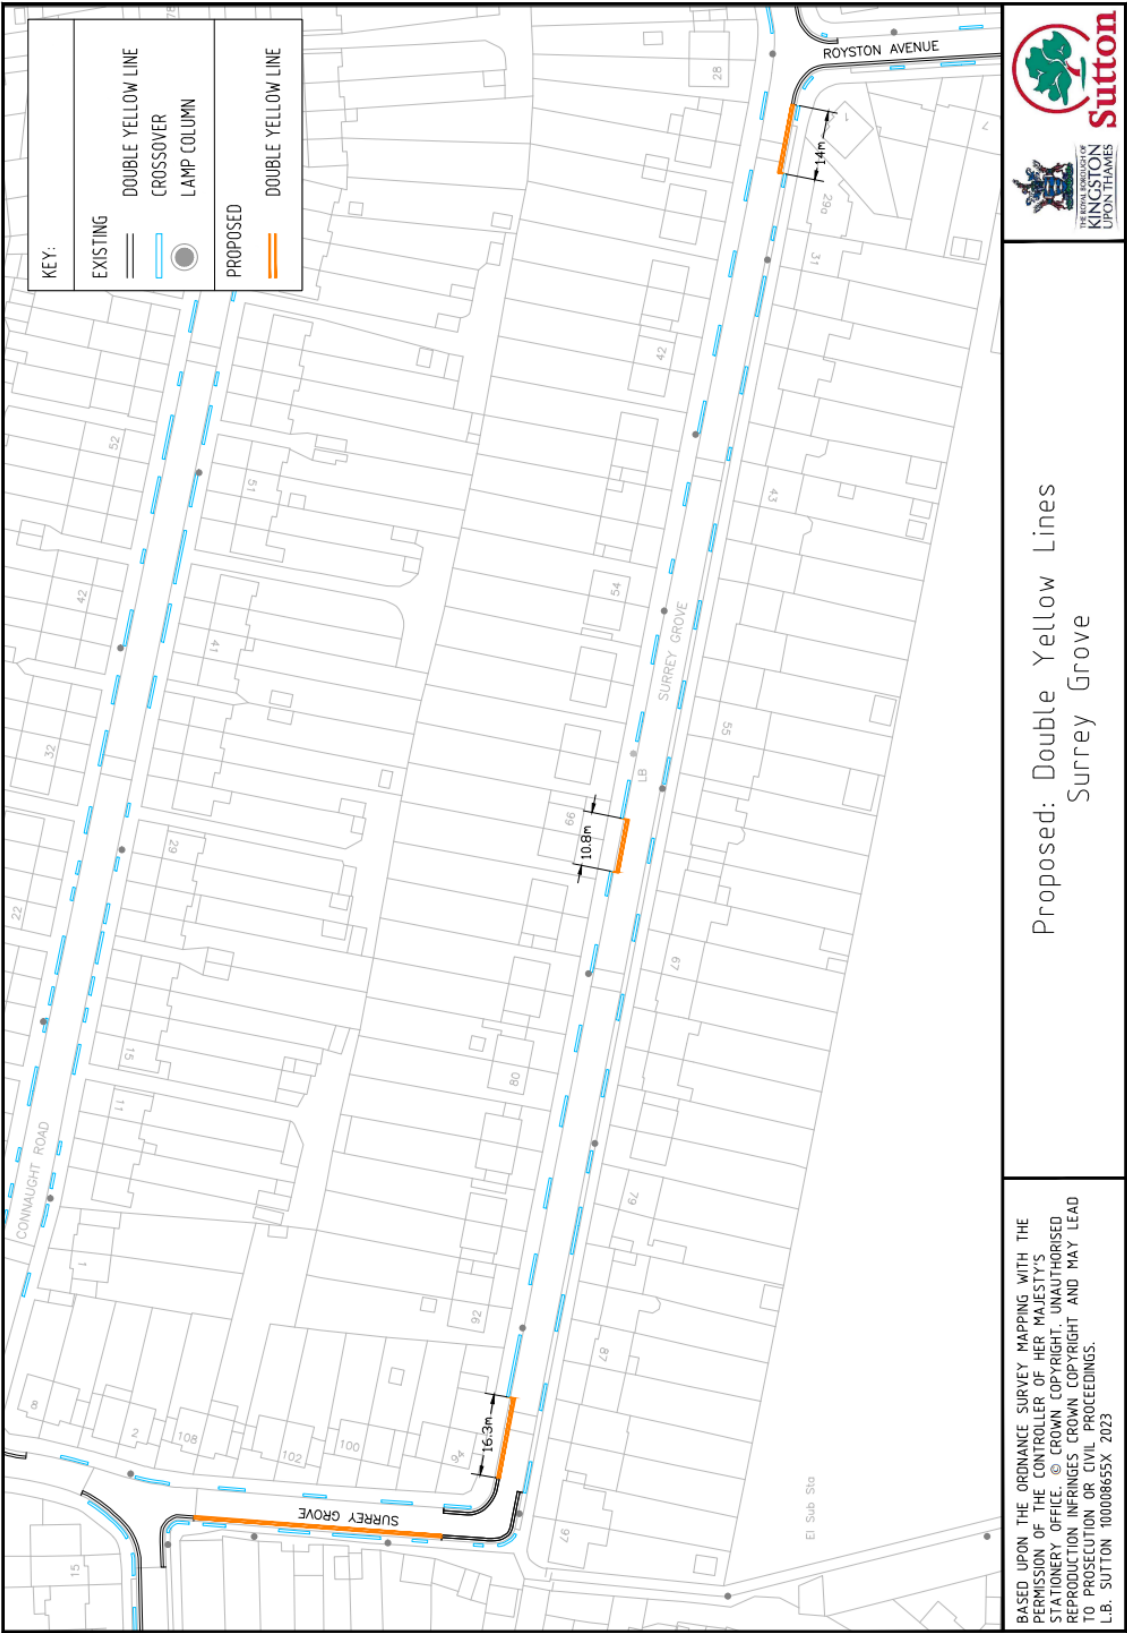 KEY:
EXISTING
DOUBLE YELLOW LINE
CROSSOVER
LAMP COLUMN
PROPOSED
DOUBLE YELLOW LINE
ROYSTON AVENUE
14m
1
7
28
29a
31
42
43
54
55
66
10.8m
LB
SURREY GROVE
67
80
79
92
87
94
16.3m
97
El Sub Sta
SURREY GROVE
100
102
108
2
8
15
CONNAUGHT ROAD
1
11
15
22
29
32
41
42
51
52
78
THE ROYAL BOROUGH OF
KINGSTON
UPON THAMES
Sutton
Proposed: Double Yellow Lines
Surrey Grove
BASED UPON THE ORDNANCE SURVEY MAPPING WITH THE
PERMISSION OF THE CONTROLLER OF HER MAJESTY'S
STATIONERY OFFICE. © CROWN COPYRIGHT. UNAUTHORISED
REPRODUCTION INFRINGES CROWN COPYRIGHT AND MAY LEAD
TO PROSECUTION OR CIVIL PROCEEDINGS.
L.B. SUTTON 100008655X 2023